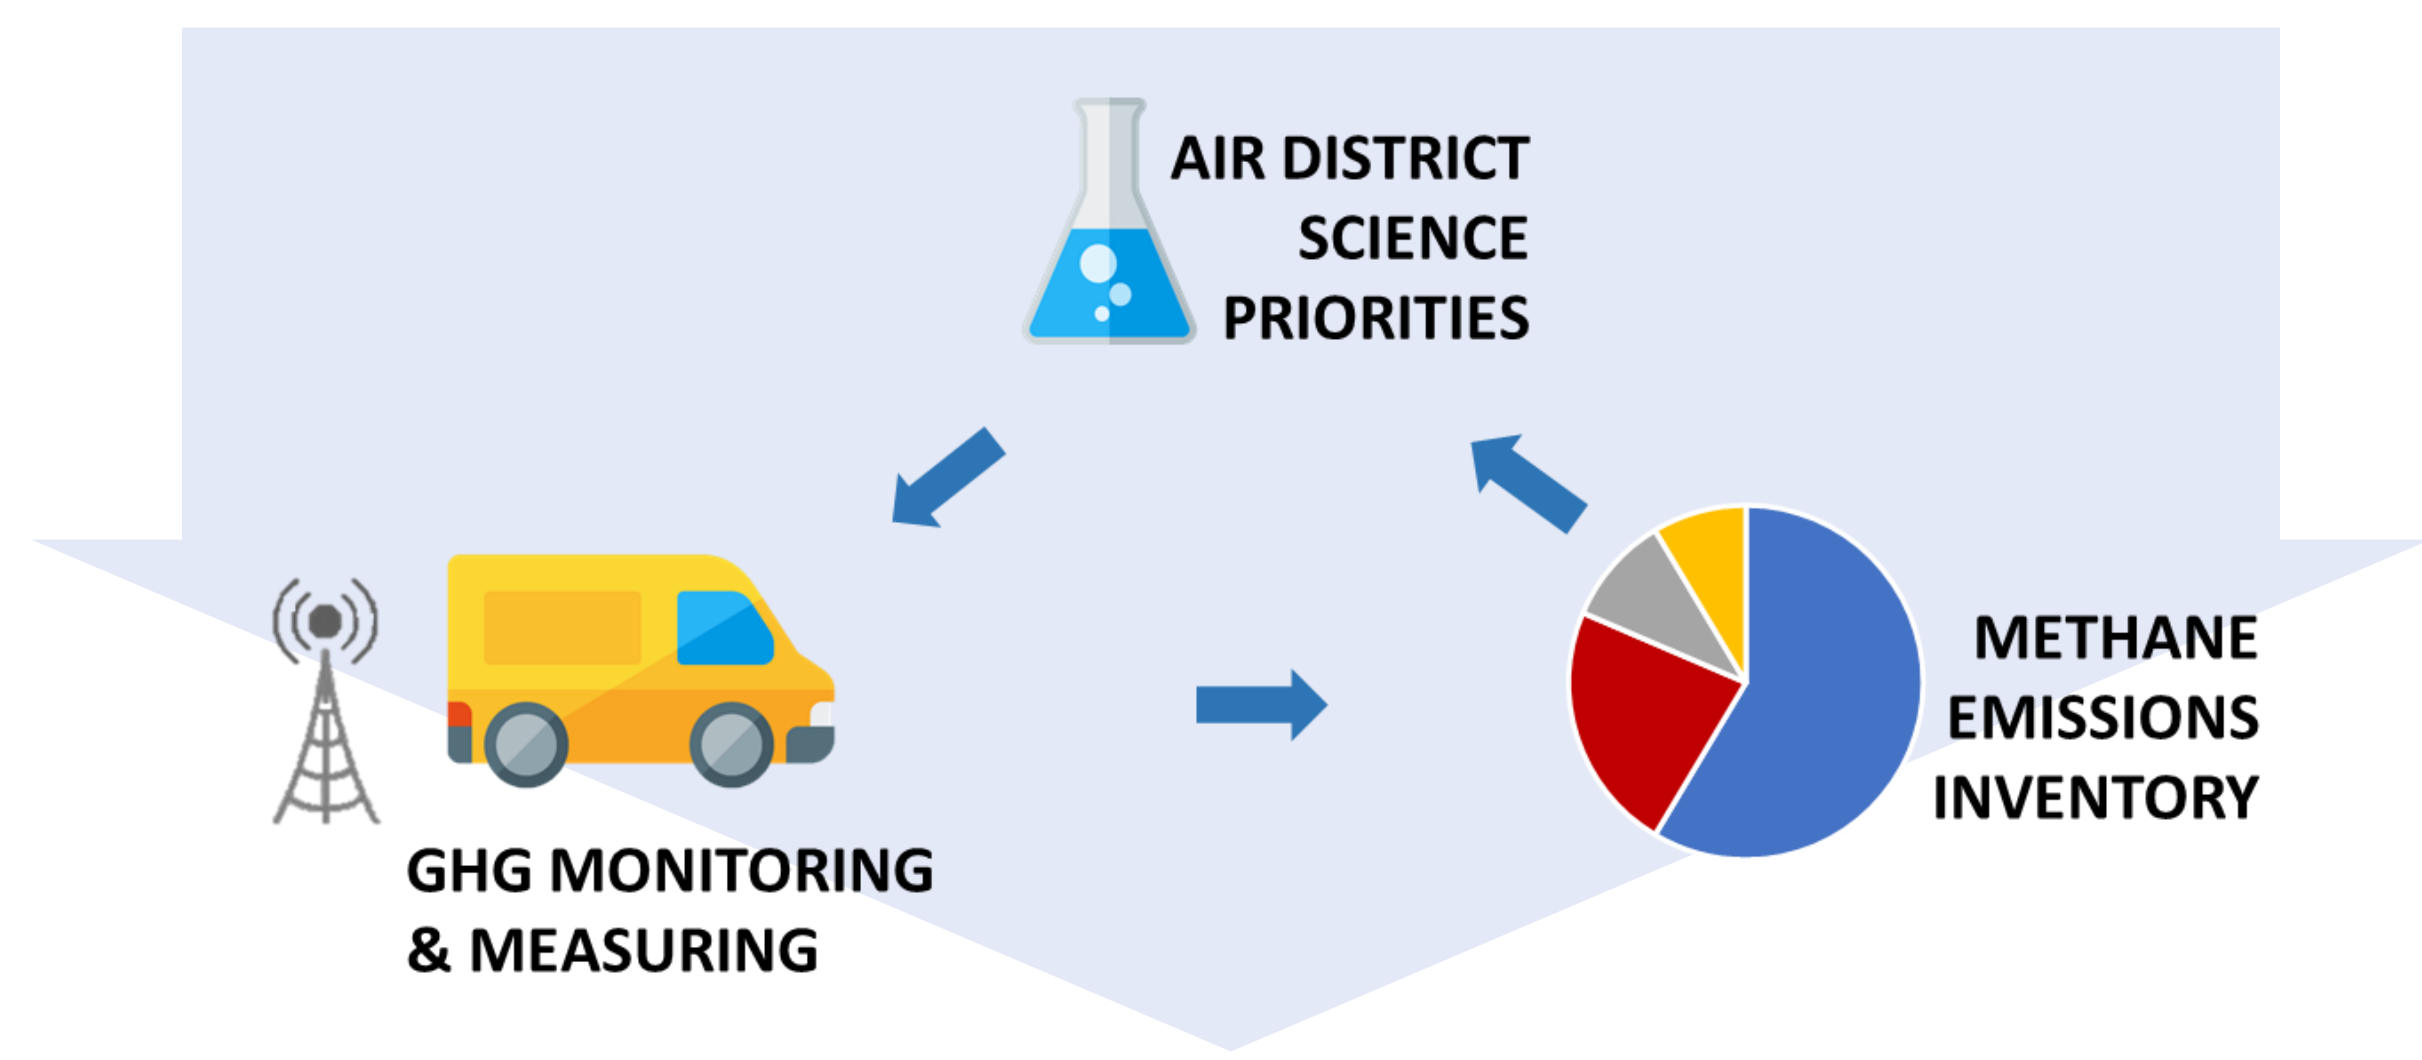 AIR DISTRICT
SCIENCE
PRIORITIES
GHG MONITORING
& MEASURING
METHANE
EMISSIONS
INVENTORY